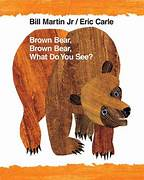 Bill Martin Jr / Eric Carle
Brown Bear,
Brown Bear,
What Do You See?